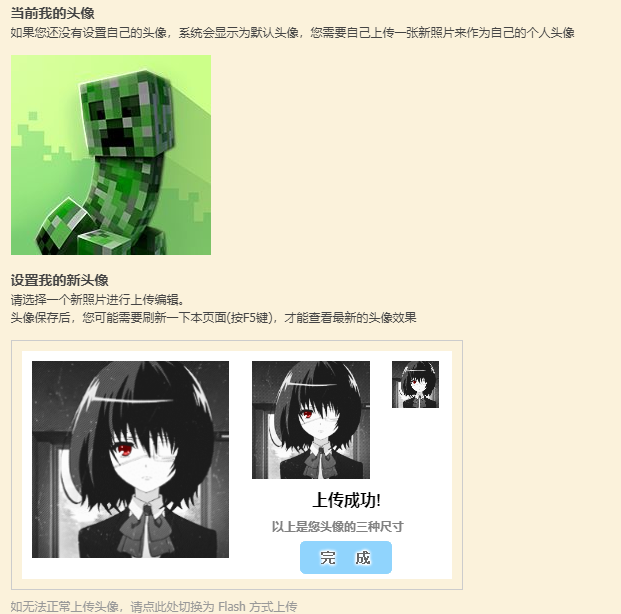 当前我的头像
如果您还没有设置自己的头像，系统会显示为默认头像，您需要自己上传一张新照片来作为自己的个人头像
设置我的新头像
请选择一个新照片进行上传编辑。
头像保存后，您可能需要刷新一下本页面(按F5键)，才能查看最新的头像效果
上传成功!
以上是您头像的三种尺寸
完 成
如无法正常上传头像，请点此处切换为 Flash 方式上传